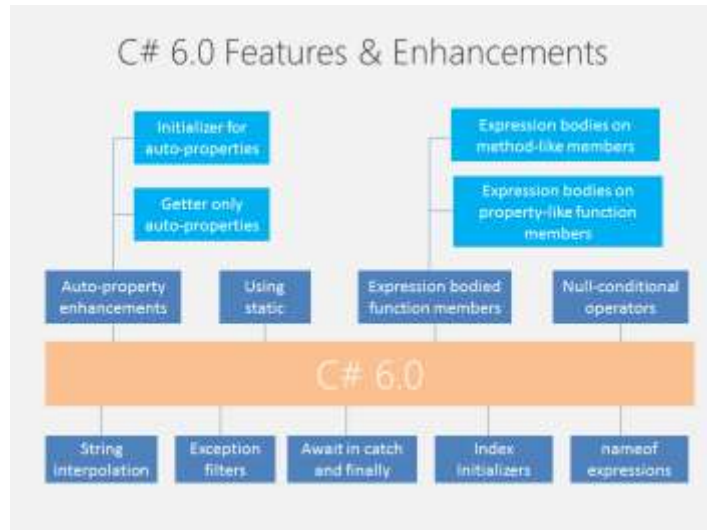 C# 6.0 Features & Enhancements
Initializer for
auto-properties
Getter only
auto-properties
Expression bodies on
method-like members
Expression bodies on
property-like function
members
Auto-property
enhancements
Using
static
Expression bodied
function members
Null-conditional
operators
C# 6.0
String
interpolation
Exception
filters
Await in catch
and finally
Index
Initializers
nameof
expressions